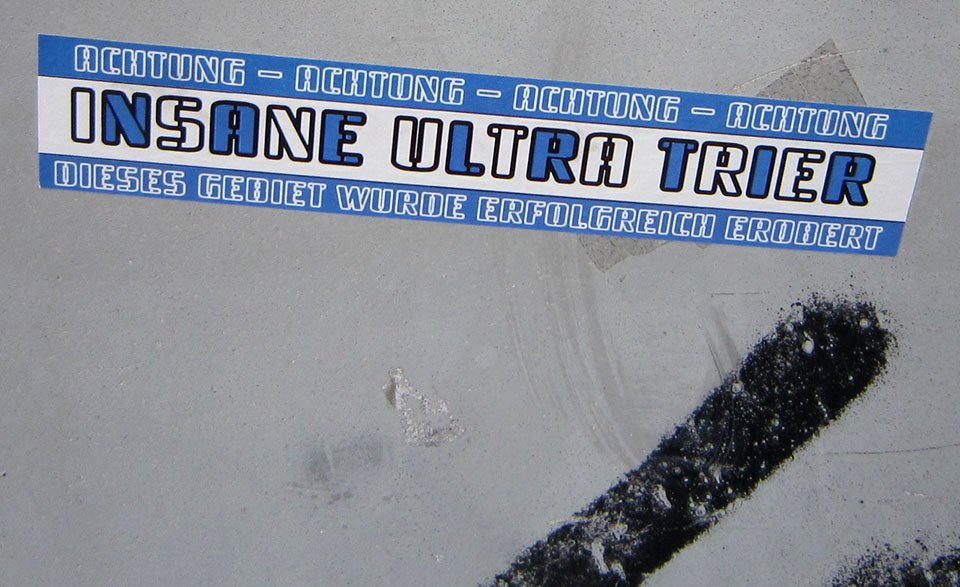 ACHTUNG - ACHTUNG - ACHTUNG - ACHTUNG
INSANE ULTRA TRIER
DIESES GEBIET WURDE ERFOLGREICH EROBERT